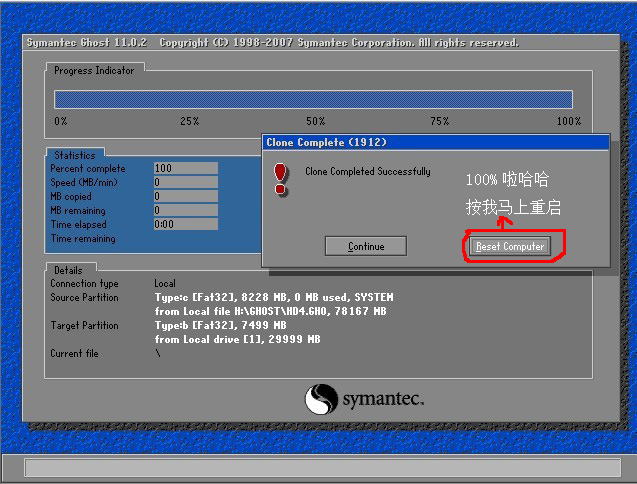 Symantec Ghost 11.0.2 Copyright (C) 1998-2007 Symantec Corporation. All rights reserved.
Progress Indicator
0% 25% 50% 75% 100%
Clone Complete (1912)
Clone Completed Successfully
100% 啦哈哈
按我马上重启
Continue
Reset Computer
Statistics
Percent complete 100
Speed (MB/min) 0
MB copied 0
MB remaining 0
Time elapsed 0:00
Time remaining
Details
Connection type Local
Source Partition Type:c [Fat32], 8228 MB, 0 MB used, SYSTEM
from Local file H:\GHOST\HD4.GHO, 78167 MB
Target Partition Type:b [Fat32], 7499 MB
from Local drive [1], 29999 MB
Current file \
symantec.